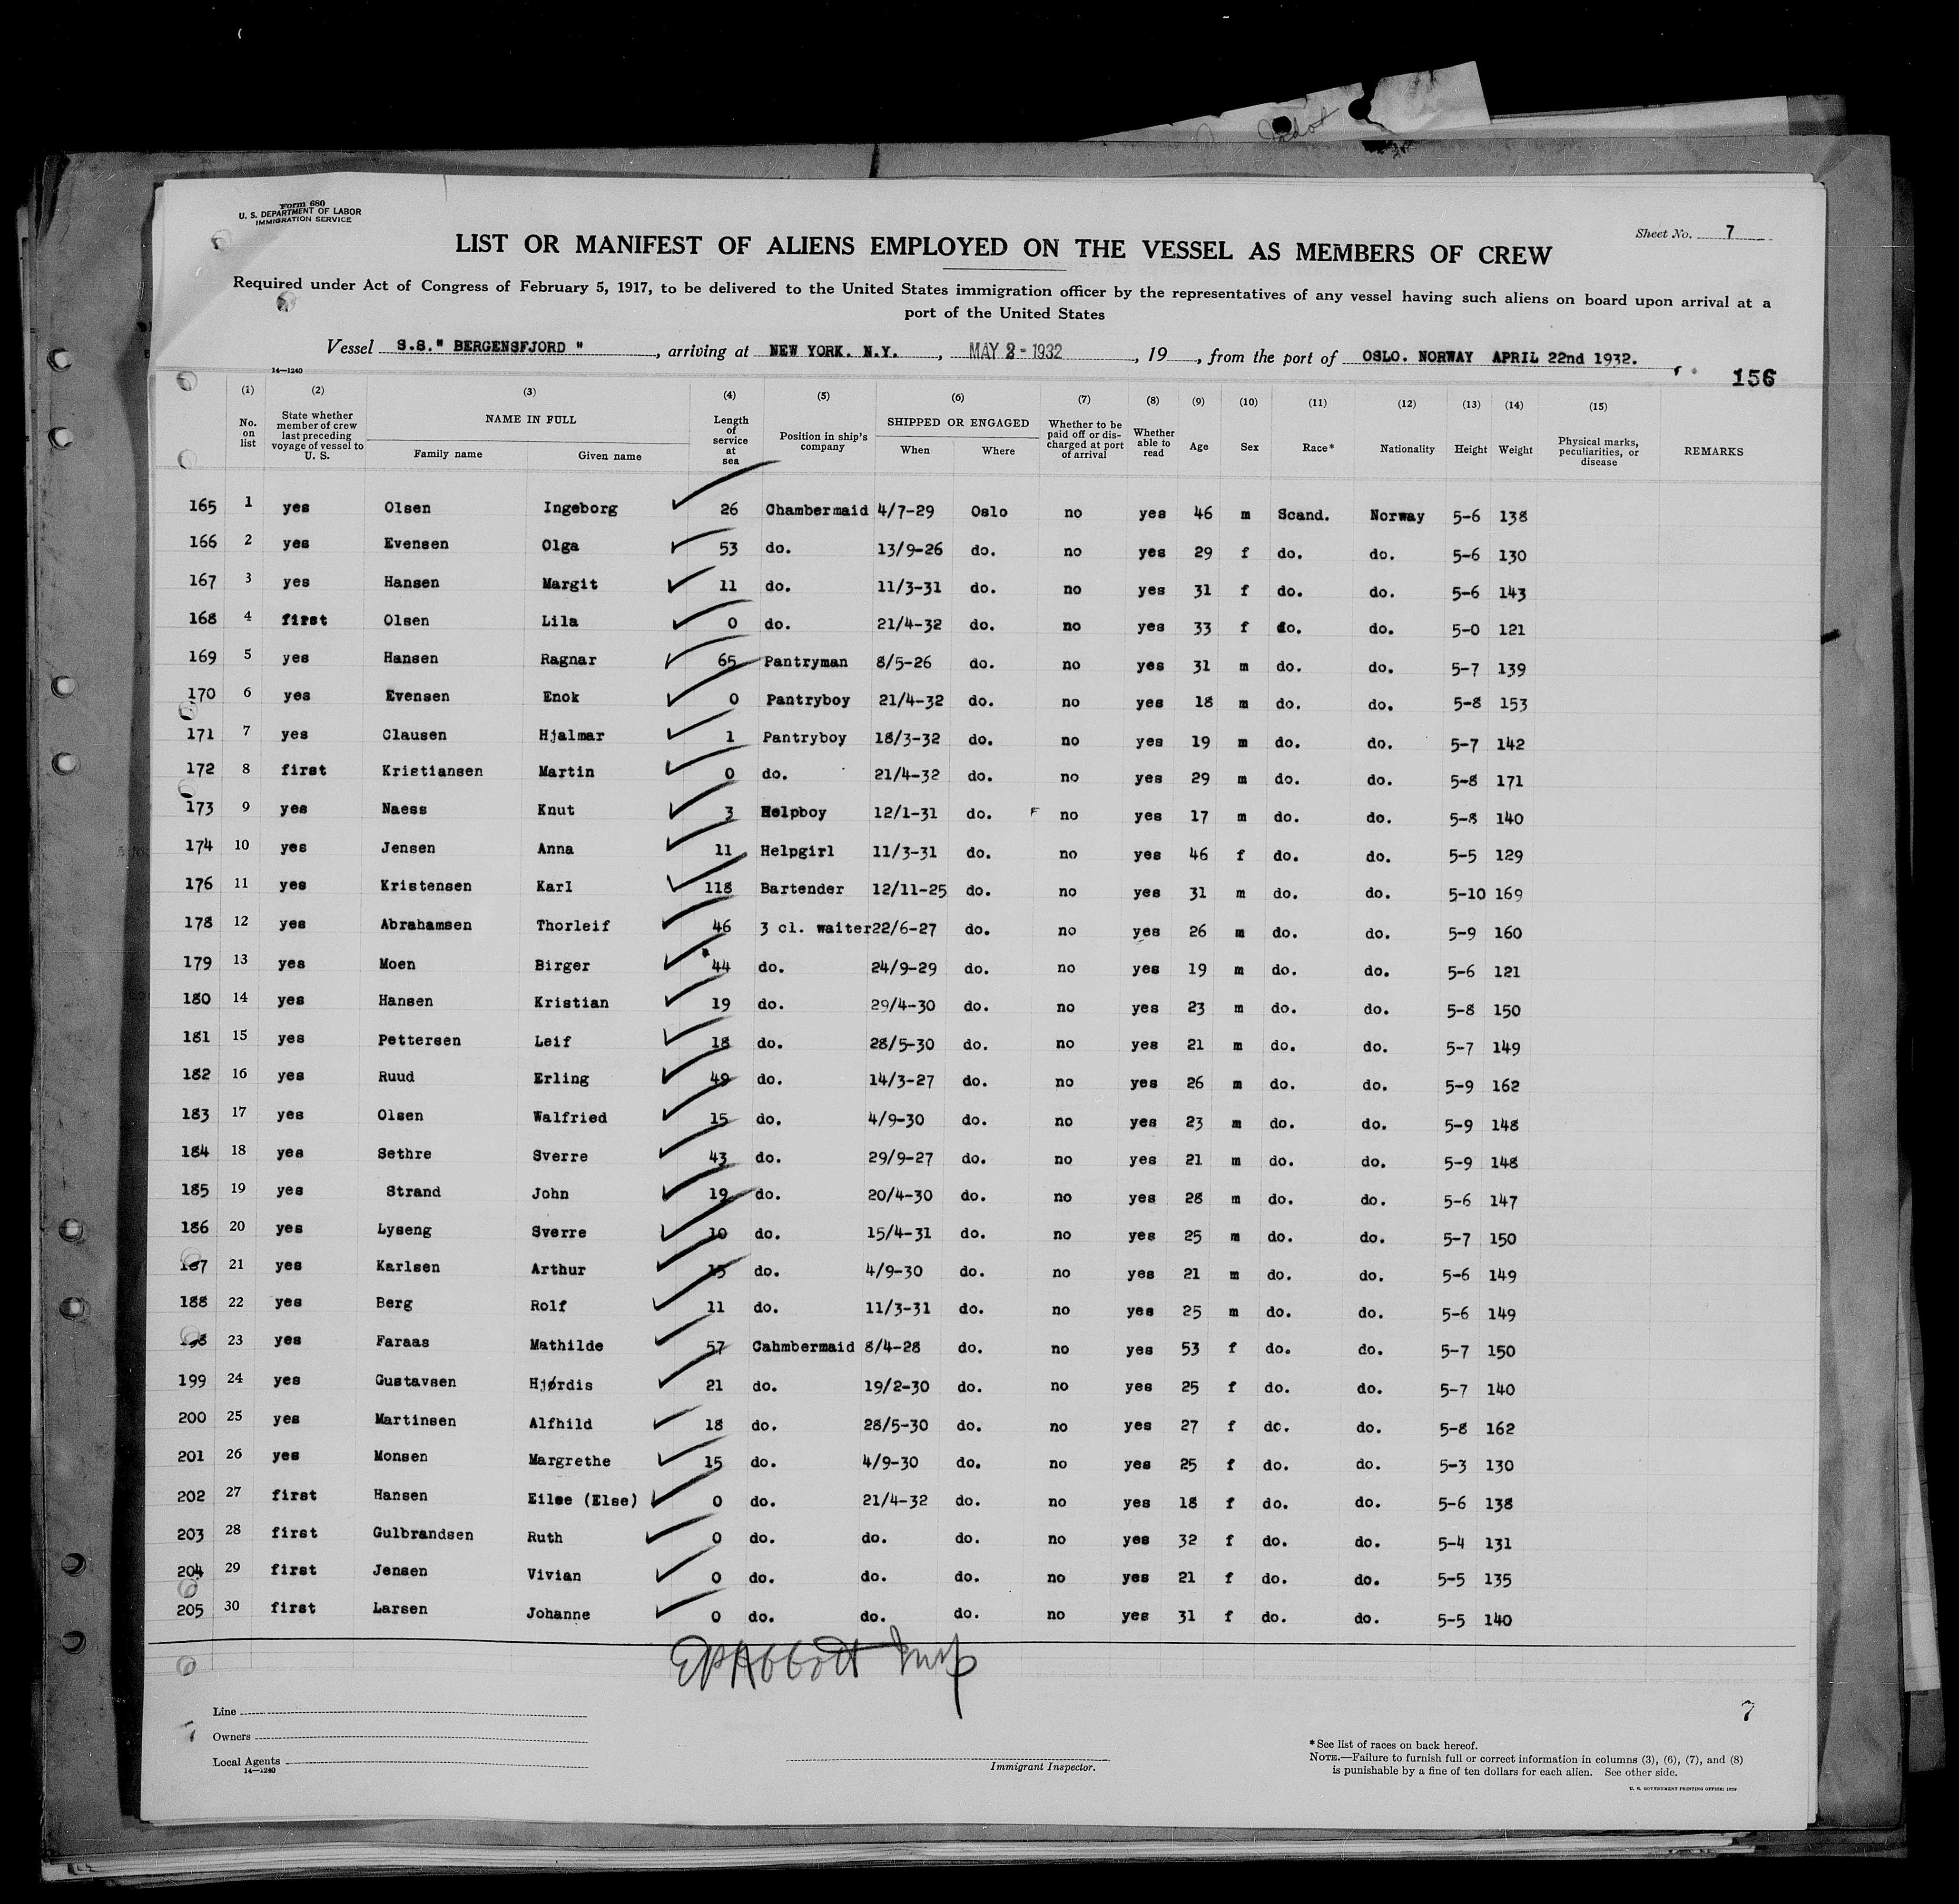 Form 680
U. S. DEPARTMENT OF LABOR
IMMIGRATION SERVICE
Sheet No. 7
LIST OR MANIFEST OF ALIENS EMPLOYED ON THE VESSEL AS MEMBERS OF CREW
Required under Act of Congress of February 5, 1917, to be delivered to the United States immigration officer by the representatives of any vessel having such aliens on board upon arrival at a
port of the United States
Vessel S.S." BERGENSFJORD ", arriving at NEW YORK. N.Y., MAY 2 - 1932, 19 , from the port of OSLO. NORWAY APRIL 22nd 1932.
14—1240
156
(1) (2) (3) (4) (5) (6) (7) (8) (9) (10) (11) (12) (13) (14) (15)
No. on list State whether member of crew last preceding voyage of vessel to U. S. NAME IN FULL Family name Given name Length of service at sea Position in ship's company SHIPPED OR ENGAGED When Where Whether to be paid off or discharged at port of arrival Whether able to read Age Sex Race* Nationality Height Weight Physical marks, peculiarities, or disease REMARKS
165 1 yes Olsen Ingeborg 26 Chambermaid 4/7-29 Oslo no yes 46 m Scand. Norway 5-6 138
166 2 yes Evensen Olga 53 do. 13/9-26 do. no yes 29 f do. do. 5-6 130
167 3 yes Hansen Margit 11 do. 11/3-31 do. no yes 31 f do. do. 5-6 143
168 4 first Olsen Lila 0 do. 21/4-32 do. no yes 33 f do. do. 5-0 121
169 5 yes Hansen Ragnar 65 Pantryman 8/5-26 do. no yes 31 m do. do. 5-7 139
170 6 yes Evensen Enok 0 Pantryboy 21/4-32 do. no yes 18 m do. do. 5-8 153
171 7 yes Clausen Hjalmar 1 Pantryboy 18/3-32 do. no yes 19 m do. do. 5-7 142
172 8 first Kristiansen Martin 0 do. 21/4-32 do. no yes 29 m do. do. 5-8 171
173 9 yes Naess Knut 3 Helpboy 12/1-31 do. F no yes 17 m do. do. 5-8 140
174 10 yes Jensen Anna 11 Helpgirl 11/3-31 do. no yes 46 f do. do. 5-5 129
176 11 yes Kristensen Karl 118 Bartender 12/11-25 do. no yes 31 m do. do. 5-10 169
178 12 yes Abrahamsen Thorleif 46 3 cl. waiter 22/6-27 do. no yes 26 m do. do. 5-9 160
179 13 yes Moen Birger 44 do. 24/9-29 do. no yes 19 m do. do. 5-6 121
180 14 yes Hansen Kristian 19 do. 29/4-30 do. no yes 23 m do. do. 5-8 150
181 15 yes Pettersen Leif 18 do. 28/5-30 do. no yes 21 m do. do. 5-7 149
182 16 yes Ruud Erling 49 do. 14/3-27 do. no yes 26 m do. do. 5-9 162
183 17 yes Olsen Walfried 15 do. 4/9-30 do. no yes 23 m do. do. 5-9 148
184 18 yes Sethre Sverre 43 do. 29/9-27 do. no yes 21 m do. do. 5-9 148
185 19 yes Strand John 19 do. 20/4-30 do. no yes 28 m do. do. 5-6 147
186 20 yes Lyseng Sverre 10 do. 15/4-31 do. no yes 25 m do. do. 5-7 150
187 21 yes Karlsen Arthur 15 do. 4/9-30 do. no yes 21 m do. do. 5-6 149
188 22 yes Berg Rolf 11 do. 11/3-31 do. no yes 25 m do. do. 5-6 149
23 yes Faraas Mathilde 57 Cahmbermaid 8/4-28 do. no yes 53 f do. do. 5-7 150
199 24 yes Gustavsen Hjørdis 21 do. 19/2-30 do. no yes 25 f do. do. 5-7 140
200 25 yes Martinsen Alfhild 18 do. 28/5-30 do. no yes 27 f do. do. 5-8 162
201 26 yes Monsen Margrethe 15 do. 4/9-30 do. no yes 25 f do. do. 5-3 130
202 27 first Hansen Eilse (Else) 0 do. 21/4-32 do. no yes 18 f do. do. 5-6 138
203 28 first Gulbrandsen Ruth 0 do. do. do. no yes 32 f do. do. 5-4 131
204 29 first Jensen Vivian 0 do. do. do. no yes 21 f do. do. 5-5 135
205 30 first Larsen Johanne 0 do. do. do. no yes 31 f do. do. 5-5 140
EP Abbott Insp
Line
Owners
Local Agents
14—1240
Immigrant Inspector.
7
*See list of races on back hereof.
NOTE.—Failure to furnish full or correct information in columns (3), (6), (7), and (8)
is punishable by a fine of ten dollars for each alien. See other side.
U. S. GOVERNMENT PRINTING OFFICE: 1929